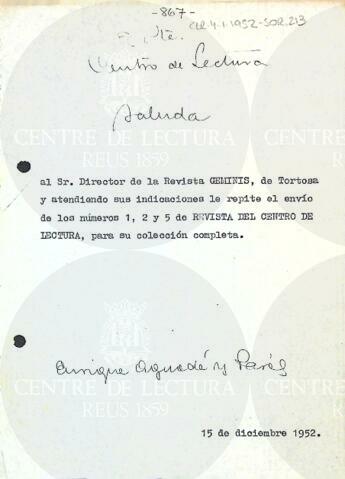 -867-
CLR 4.1.1952-SOR.213
Pte.
Centro de Lectura
Saluda
al Sr. Director de la Revista GEMINIS, de Tortosa
y atendiendo sus indicaciones le repite el envío
de los números 1, 2 y 5 de REVISTA DEL CENTRO DE
LECTURA, para su colección completa.
Enrique Aguadé y Parés
15 de diciembre 1952.
CENTRE DE LECTURA
REUS 1859
CENTRE DE LECTURA
REUS 1859